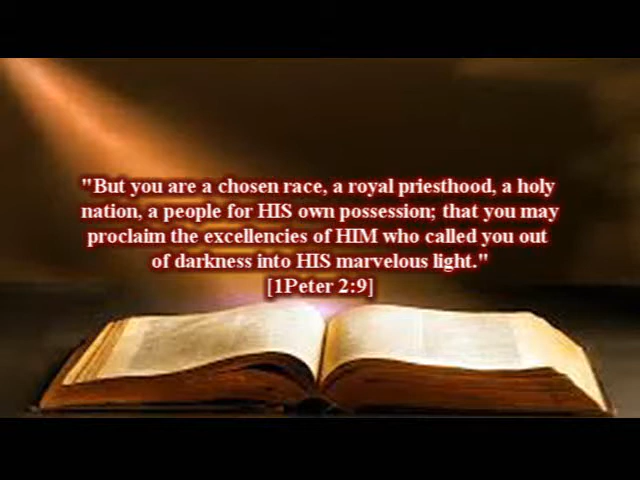 "But you are a chosen race, a royal priesthood, a holy
nation, a people for HIS own possession; that you may
proclaim the excellencies of HIM who called you out
of darkness into HIS marvelous light."
[1Peter 2:9]